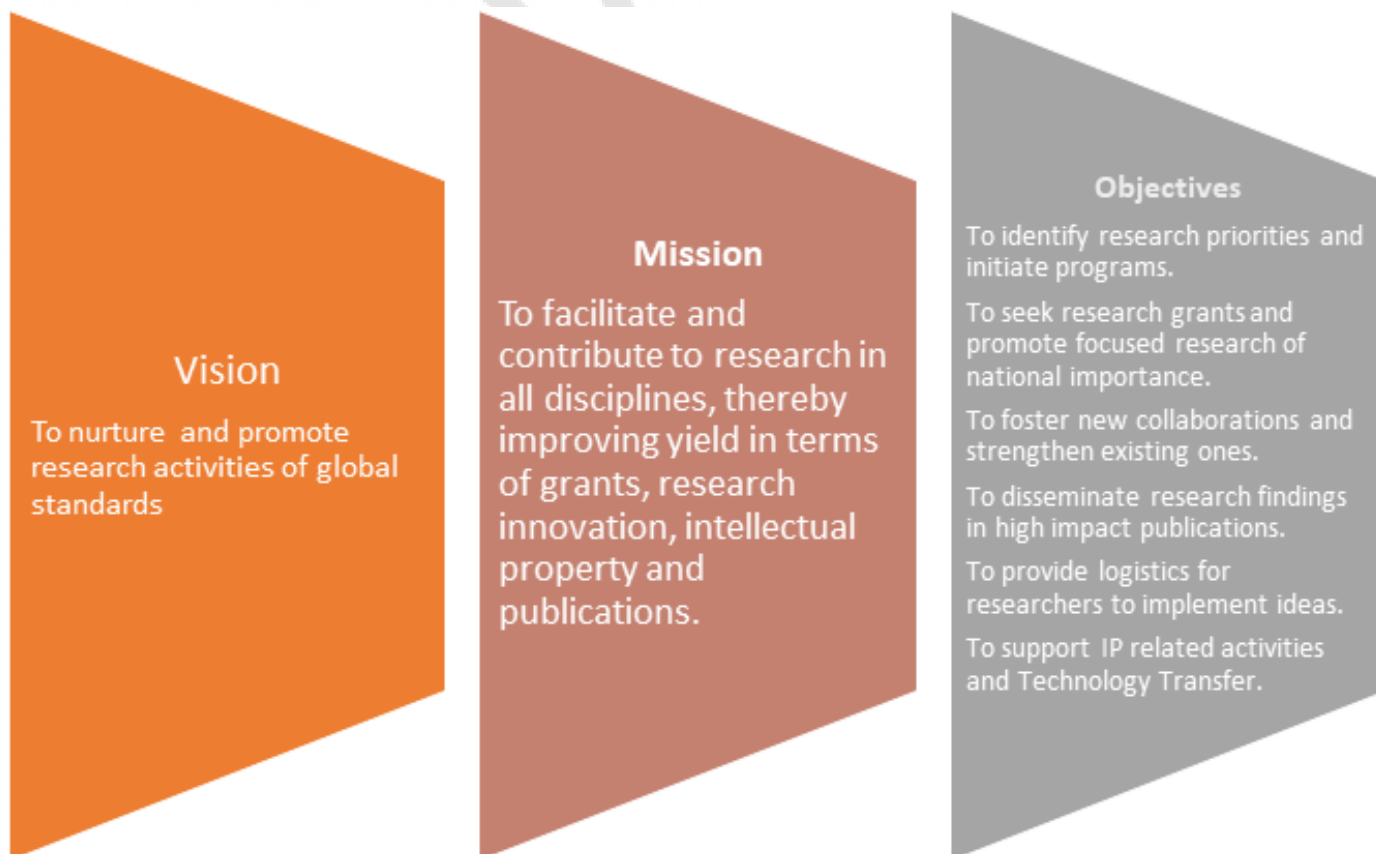 Vision
To nurture and promote
research activities of global
standards
Mission
To facilitate and
contribute to research in
all disciplines, thereby
improving yield in terms
of grants, research
innovation, intellectual
property and
publications.
Objectives
To identify research priorities and
initiate programs.
To seek research grants and
promote focused research of
national importance.
To foster new collaborations and
strengthen existing ones.
To disseminate research findings
in high impact publications.
To provide logistics for
researchers to implement ideas.
To support IP related activities
and Technology Transfer.